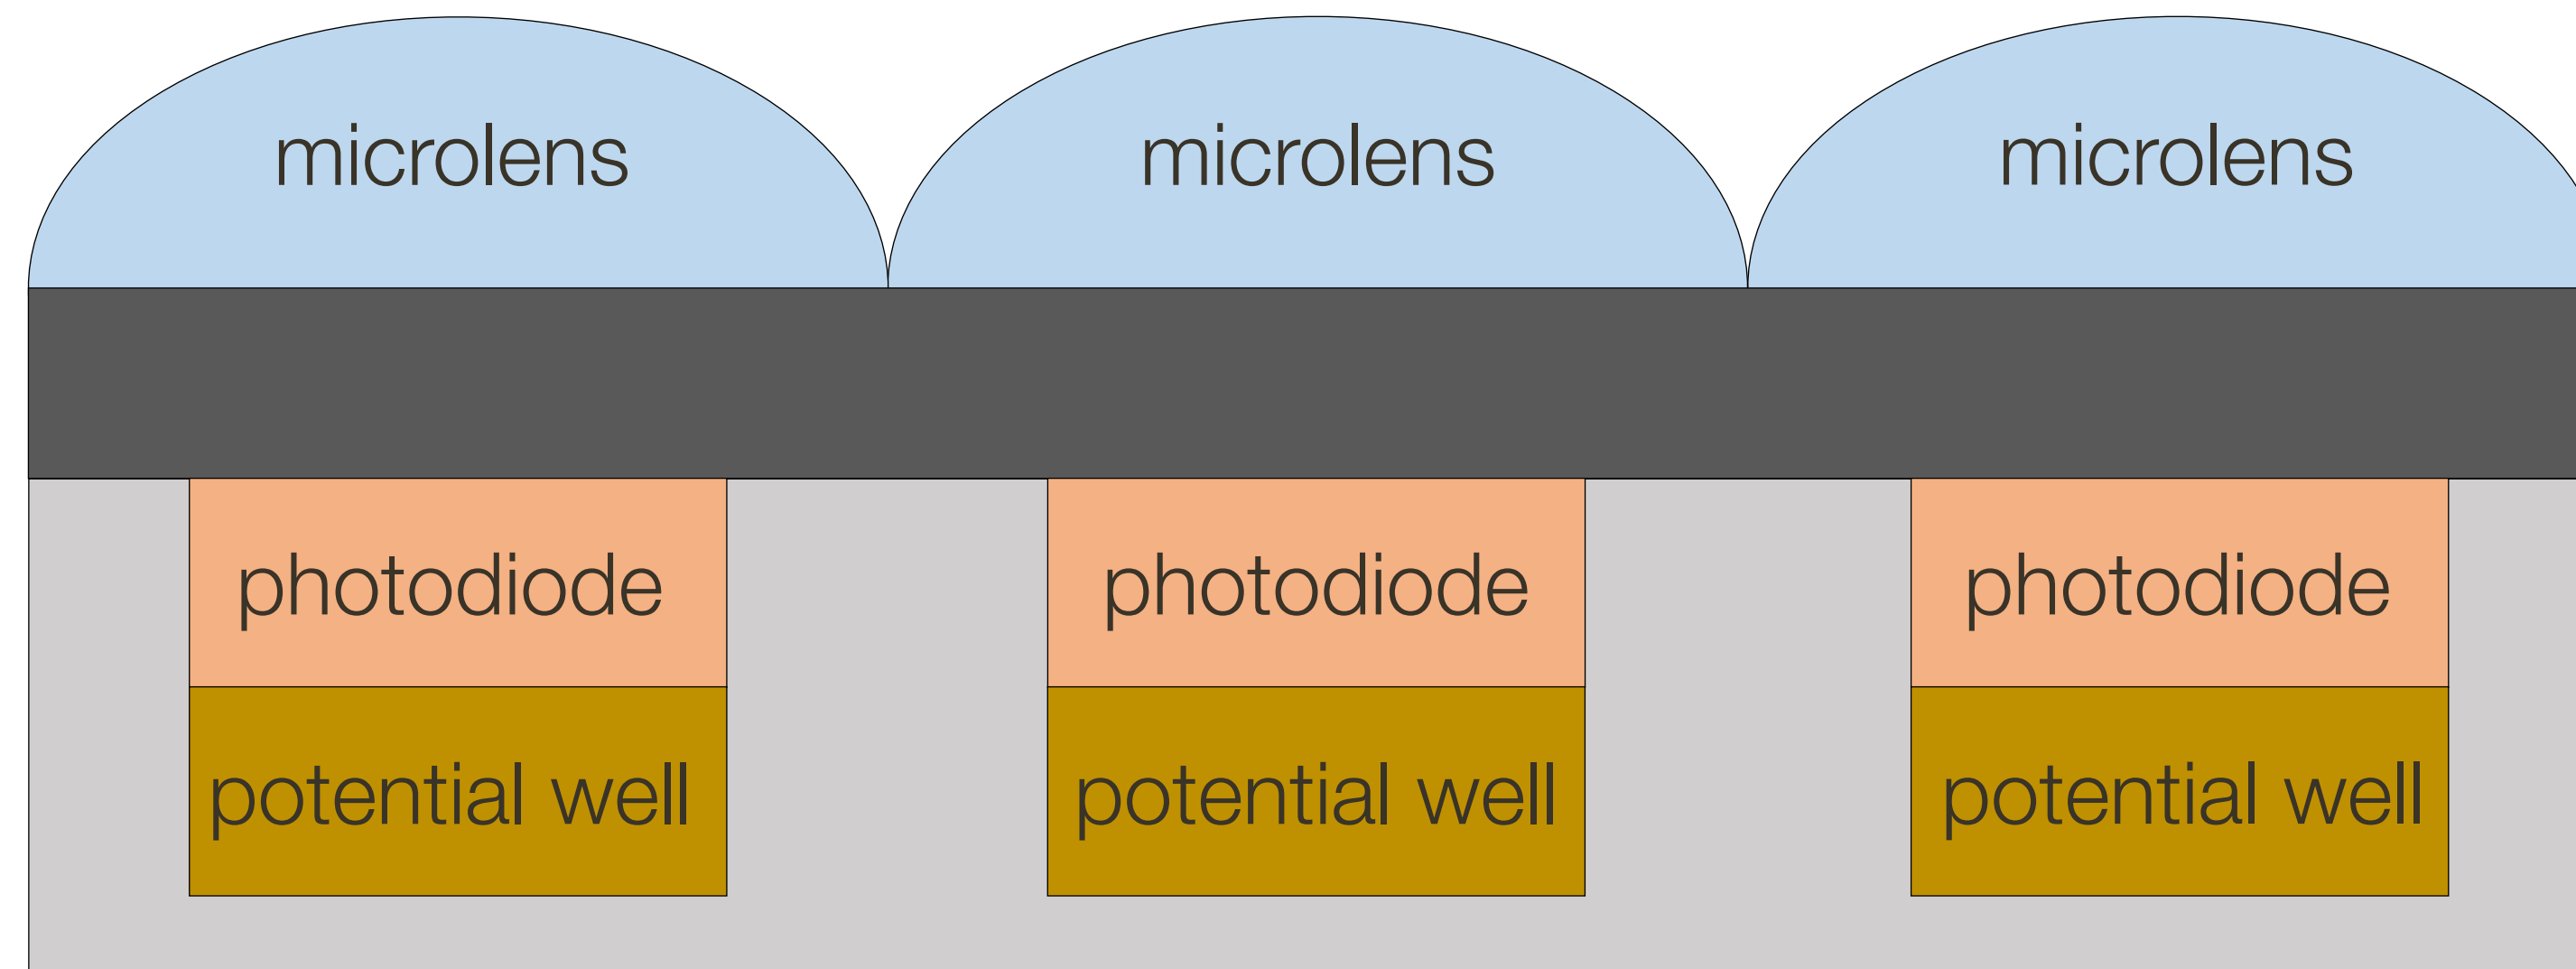 microlens
microlens
microlens
photodiode
photodiode
photodiode
potential well
potential well
potential well